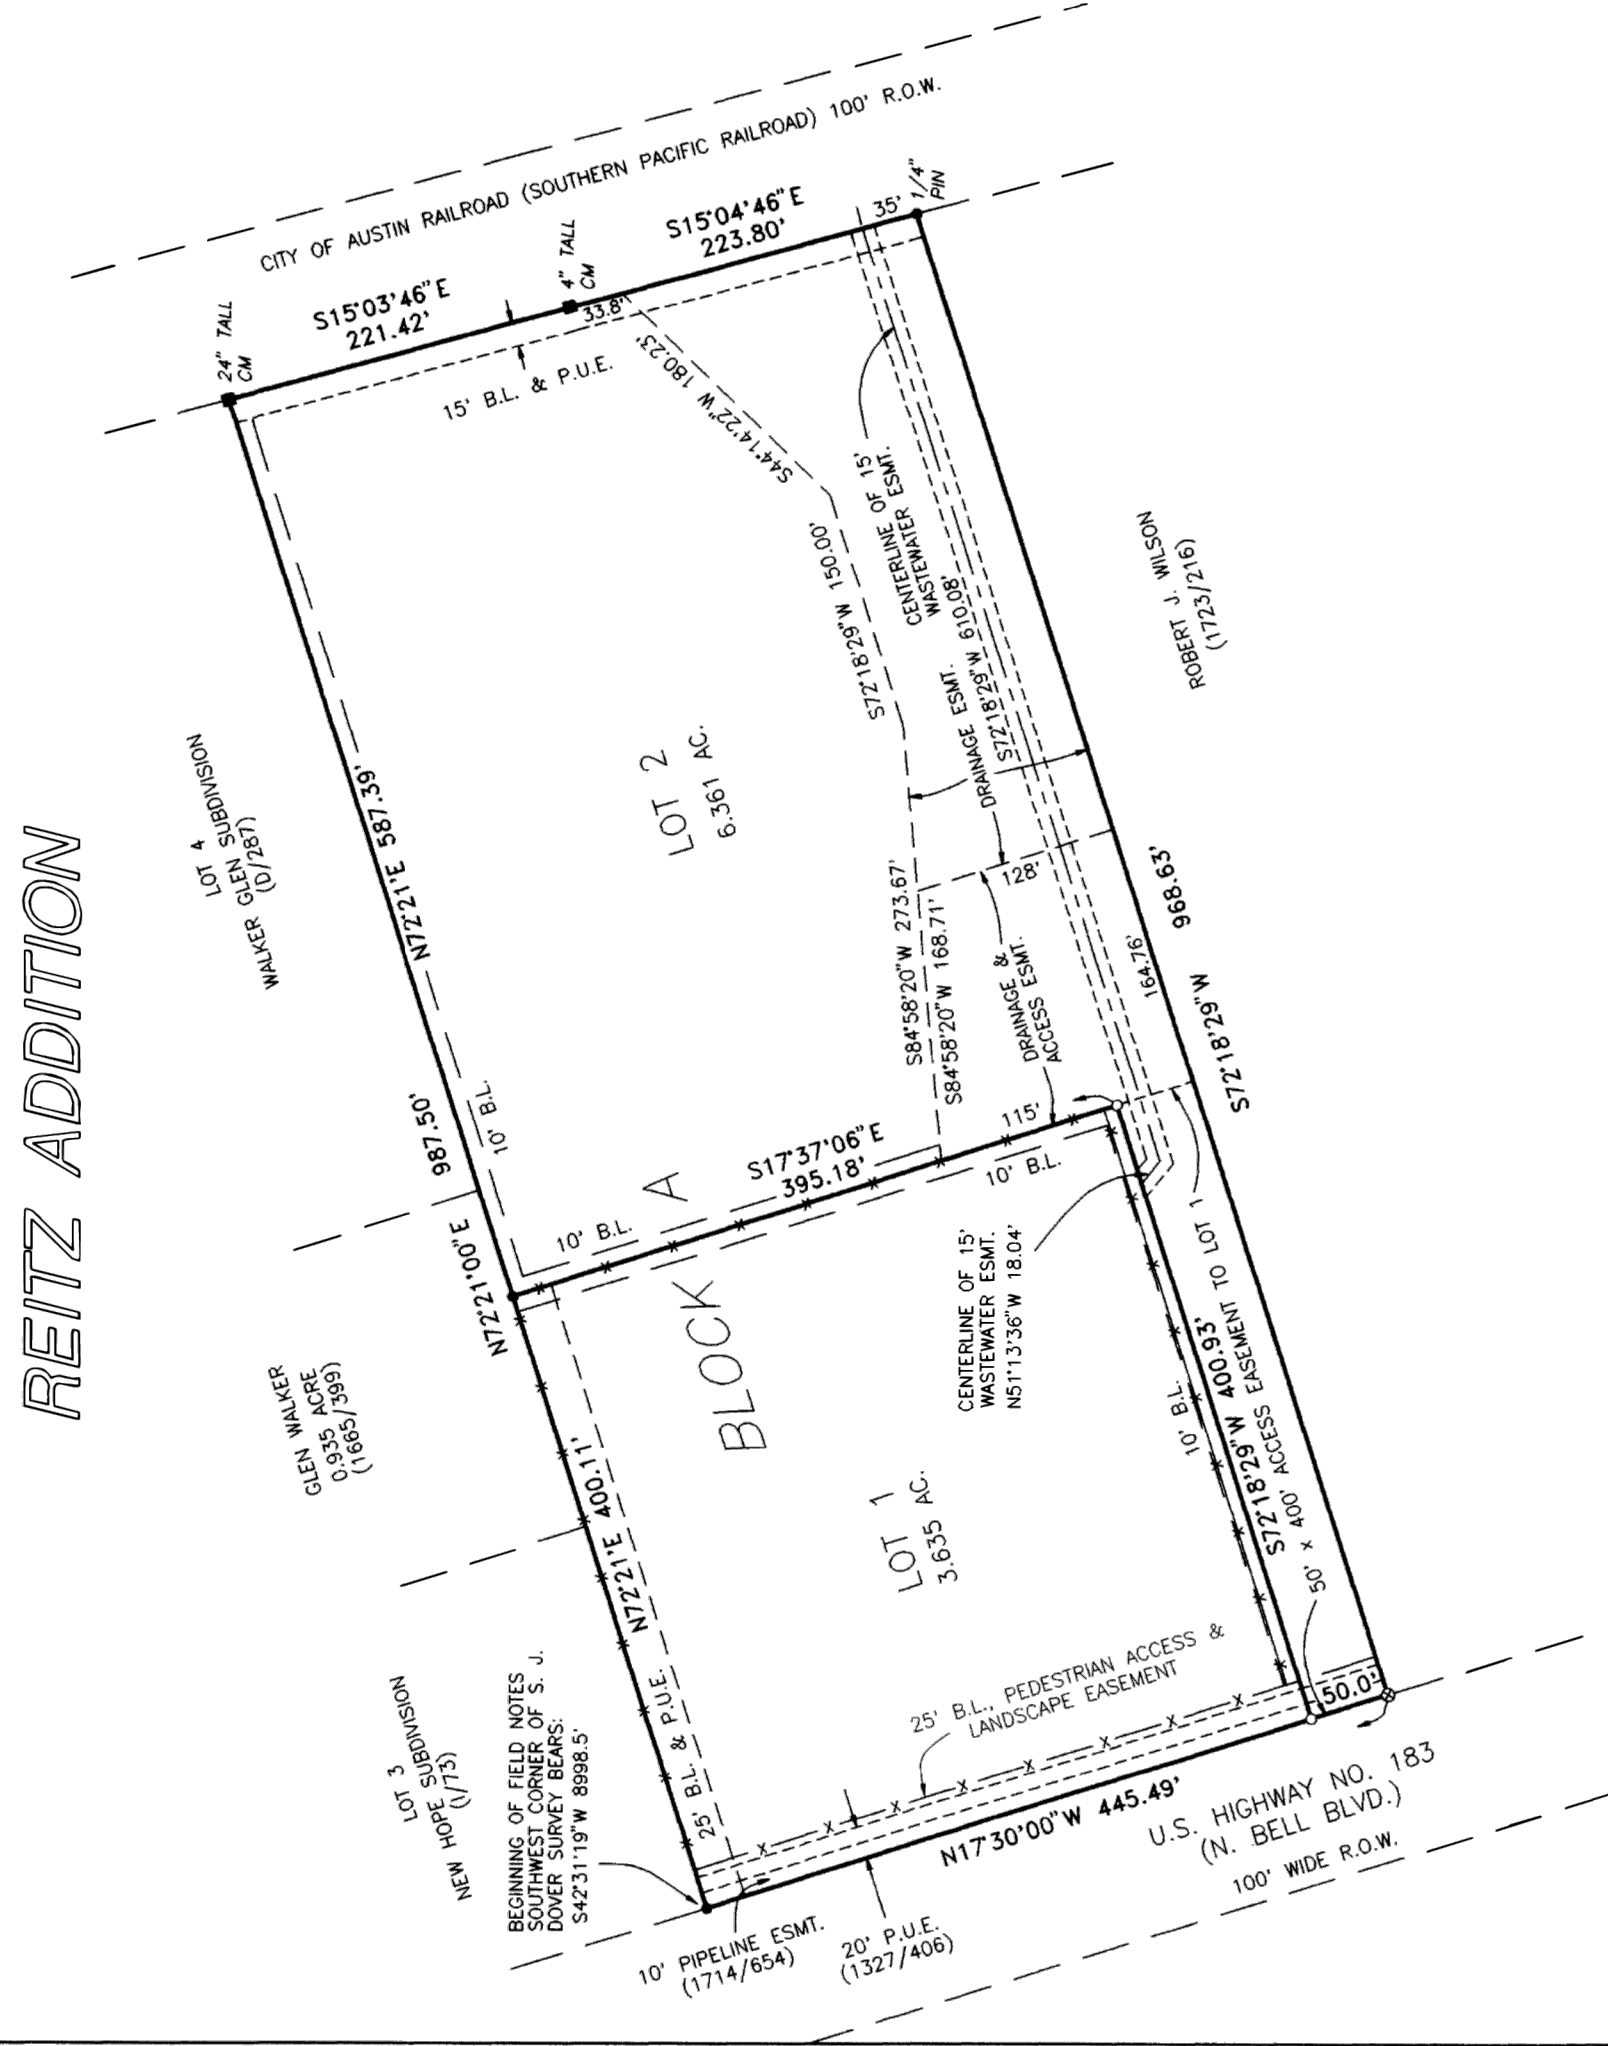 REITZ ADDITION
CITY OF AUSTIN RAILROAD (SOUTHERN PACIFIC RAILROAD) 100' R.O.W.
24" TALL
CM
S15°03'46"E
221.42'
4" TALL
CM
S15°04'46"E
223.80'
35'
1/4"
PIN
33.8'
15' B.L. & P.U.E.
S44°14'22"W 180.23'
S72°18'29"W 150.00'
CENTERLINE OF 15'
WASTEWATER ESMT.
S72°18'29"W 610.08'
DRAINAGE ESMT.
ROBERT J. WILSON
(1723/216)
LOT 4
WALKER GLEN SUBDIVISION
(D/287)
N72°21'E 587.39'
LOT 2
6.361 AC.
128'
S84°58'20"W 273.67'
S84°58'20"W 168.71'
DRAINAGE &
ACCESS ESMT.
164.76'
968.63'
S72°18'29"W
987.50'
N72°21'00"E
10' B.L.
S17°37'06"E
395.18'
115'
10' B.L.
10' B.L.
BLOCK A
GLEN WALKER
0.935 ACRE
(1665/399)
CENTERLINE OF 15'
WASTEWATER ESMT.
N51°13'36"W 18.04'
N72°21'E 400.11'
LOT 1
3.635 AC.
10' B.L.
S72°18'29"W 400.93'
50' x 400' ACCESS EASEMENT TO LOT 1
LOT 3
NEW HOPE SUBDIVISION
(I/73)
BEGINNING OF FIELD NOTES
SOUTHWEST CORNER OF S. J.
DOVER SURVEY BEARS:
S42°31'19"W 8998.5'
25' B.L. & P.U.E.
25' B.L., PEDESTRIAN ACCESS &
LANDSCAPE EASEMENT
50.0'
N17°30'00"W 445.49'
U.S. HIGHWAY NO. 183
(N. BELL BLVD.)
100' WIDE R.O.W.
10' PIPELINE ESMT.
(1714/654)
20' P.U.E.
(1327/406)